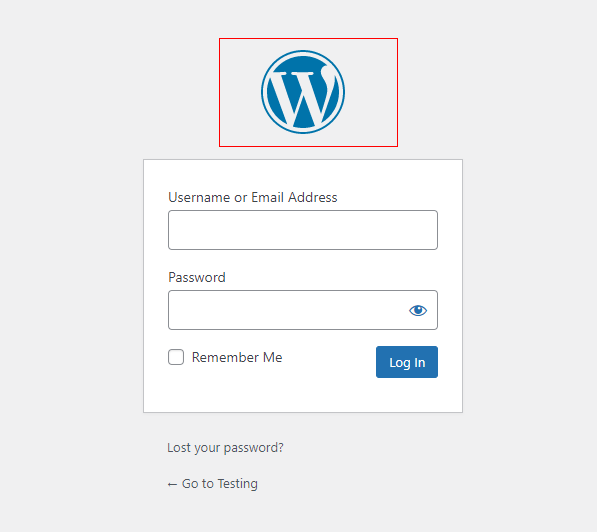 Username or Email Address
Password
Remember Me
Log In
Lost your password?
← Go to Testing